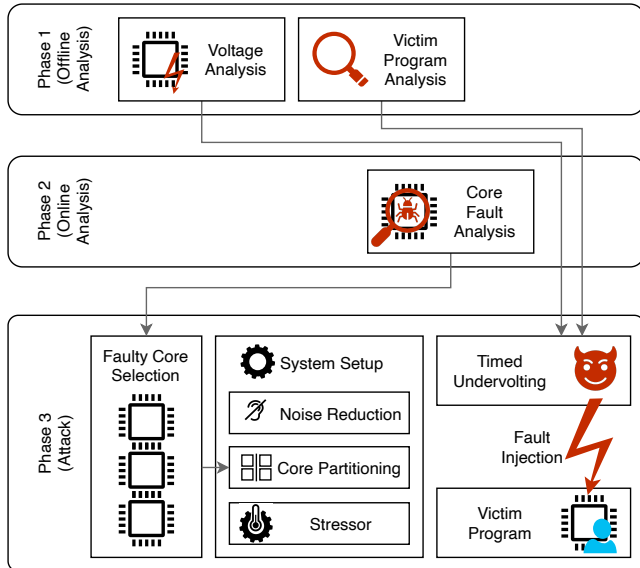 Phase 1
(Offline
Analysis)
Voltage
Analysis
Victim
Program
Analysis
Phase 2
(Online
Analysis)
Core
Fault
Analysis
Phase 3
(Attack)
Faulty Core
Selection
System Setup
Noise Reduction
Core Partitioning
Stressor
Timed
Undervolting
Fault
Injection
Victim
Program